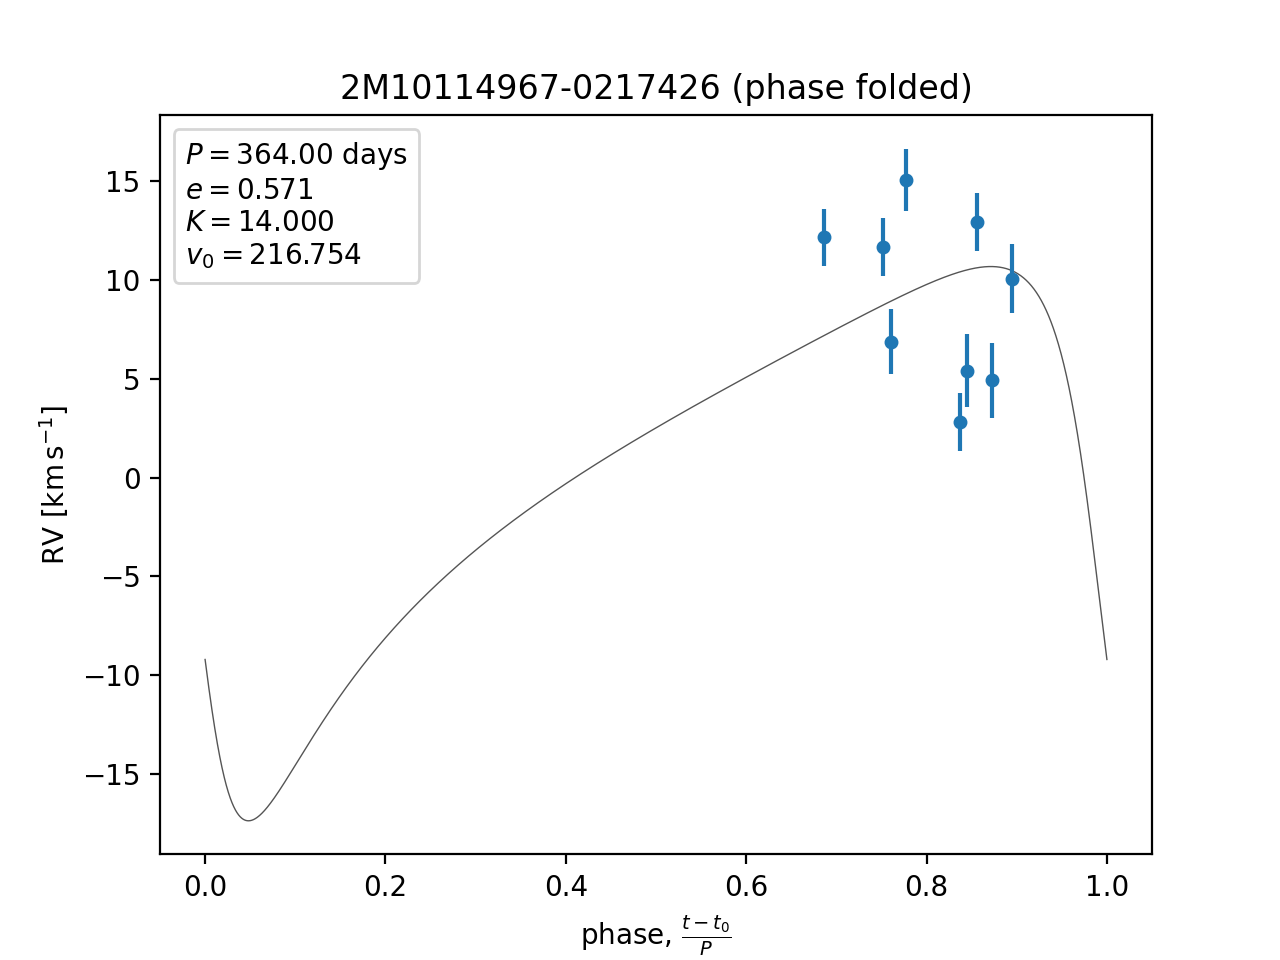 2M10114967-0217426 (phase folded)
P = 364.00 days
e = 0.571
K = 14.000
v₀ = 216.754
15
10
5
0
−5
−10
−15
RV [km s⁻¹]
0.0 0.2 0.4 0.6 0.8 1.0
phase, (t − t₀)/P